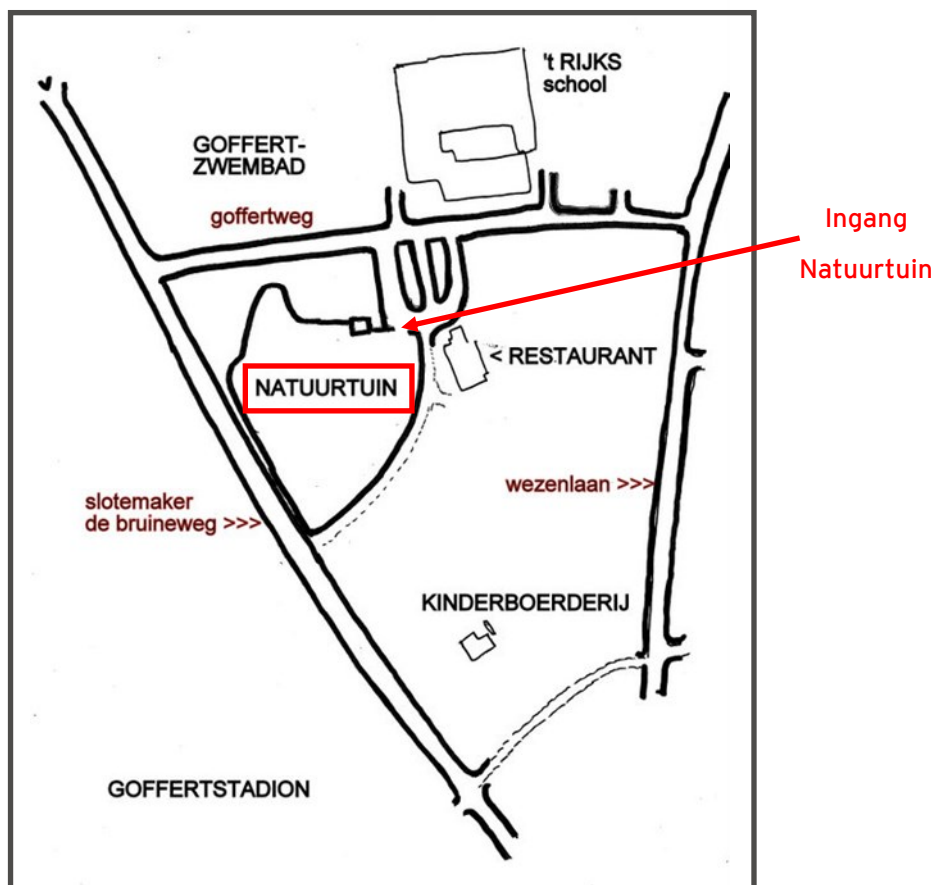 't RIJKS
school
GOFFERT-
ZWEMBAD
goffertweg
Ingang
Natuurtuin
< RESTAURANT
NATUURTUIN
wezenlaan >>>
slotemaker
de bruineweg >>>
KINDERBOERDERIJ
GOFFERTSTADION